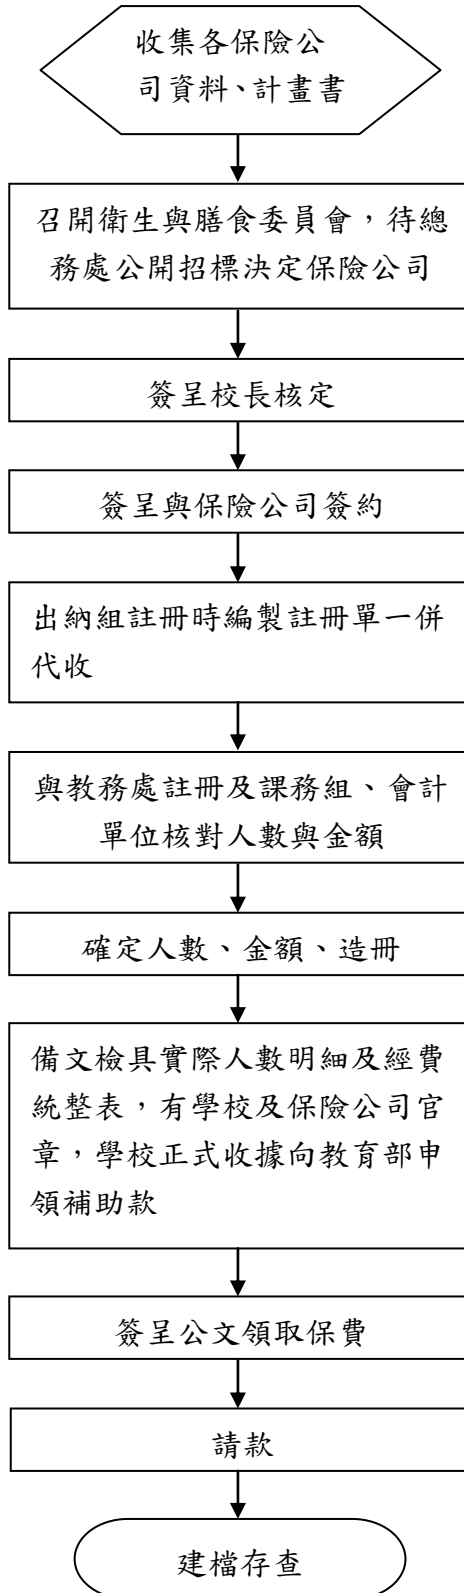 收集各保險公
司資料、計畫書
召開衛生與膳食委員會，待總
務處公開招標決定保險公司
簽呈校長核定
簽呈與保險公司簽約
出納組註冊時編製註冊單一併
代收
與教務處註冊及課務組、會計
單位核對人數與金額
確定人數、金額、造冊
備文檢具實際人數明細及經費
統整表，有學校及保險公司官
章，學校正式收據向教育部申
領補助款
簽呈公文領取保費
請款
建檔存查